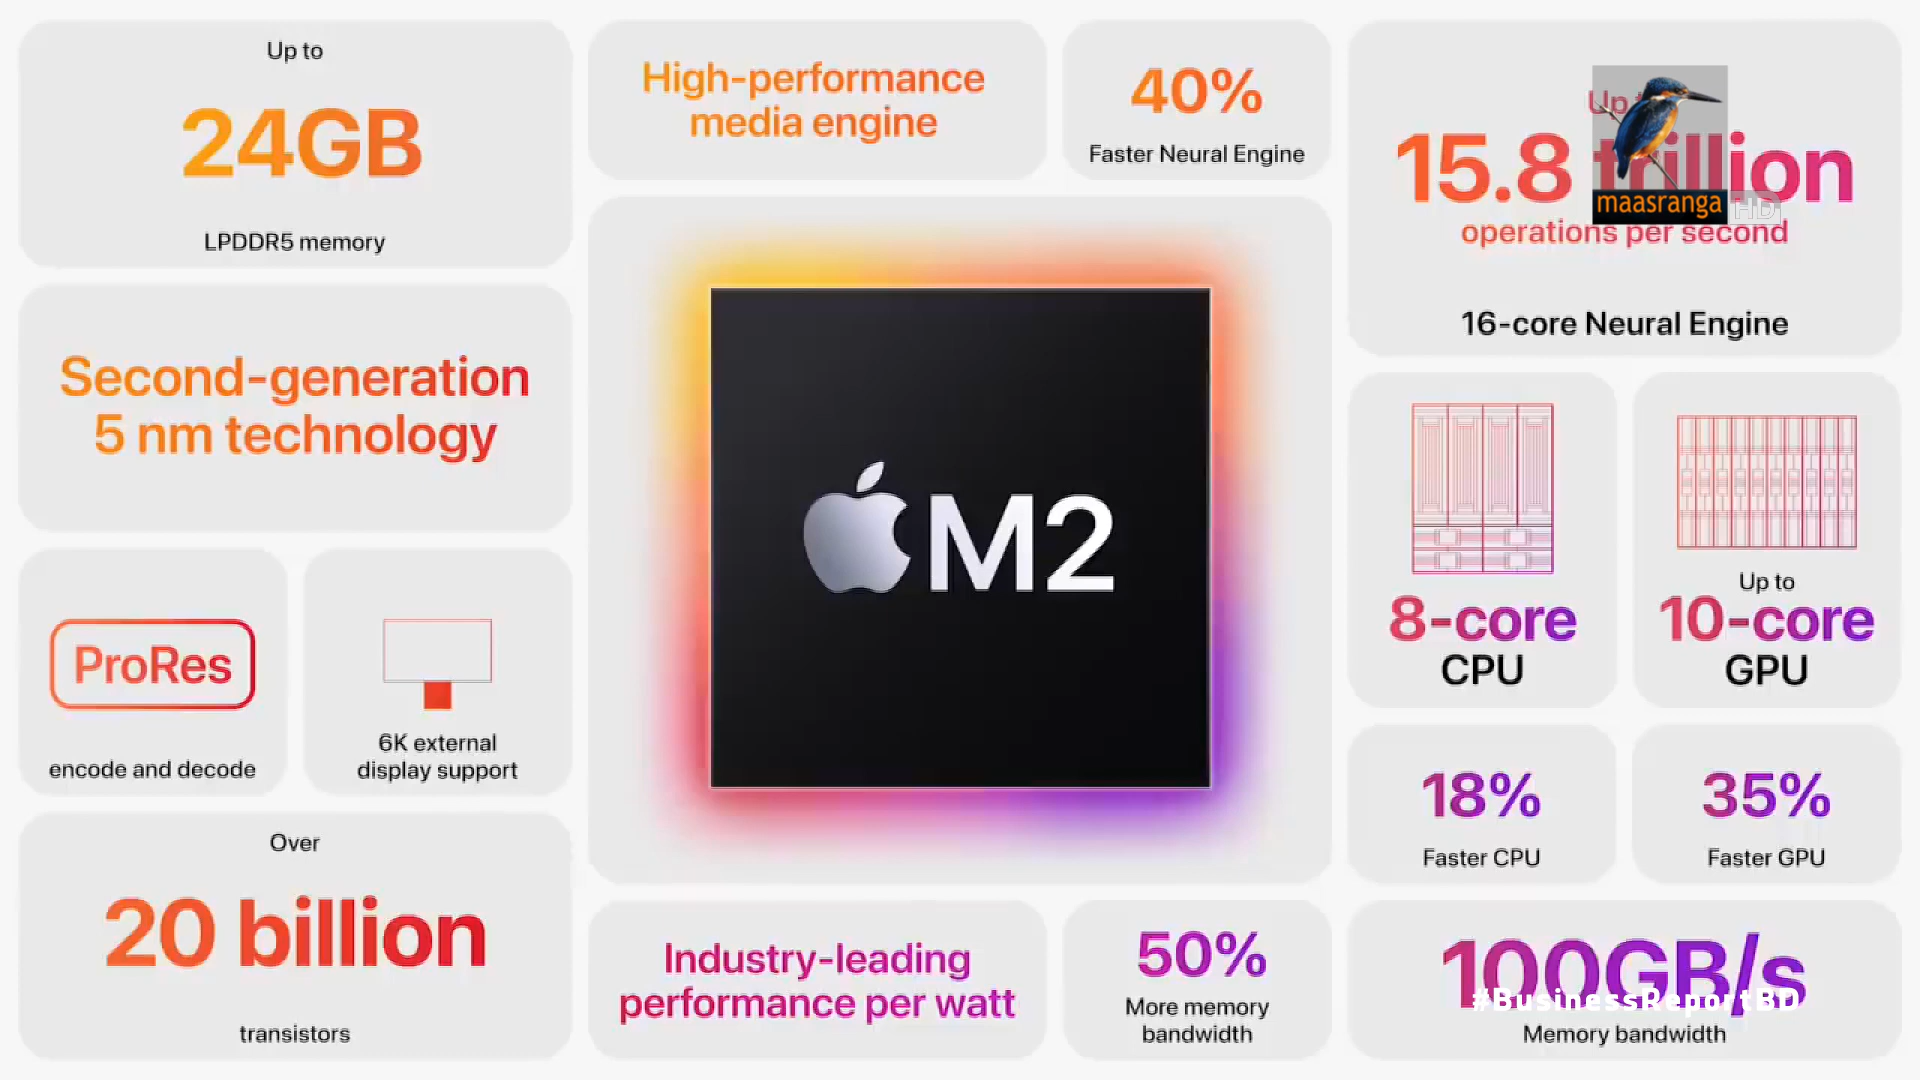 Up to
24GB
LPDDR5 memory
Second-generation
5 nm technology
ProRes
encode and decode
6K external
display support
Over
20 billion
transistors
High-performance
media engine
40%
Faster Neural Engine
M2
Industry-leading
performance per watt
50%
More memory
bandwidth
Up to
15.8 trillion
maasranga HD
operations per second
16-core Neural Engine
8-core
CPU
Up to
10-core
GPU
18%
Faster CPU
35%
Faster GPU
100GB/s
#BusinessReportBD
Memory bandwidth